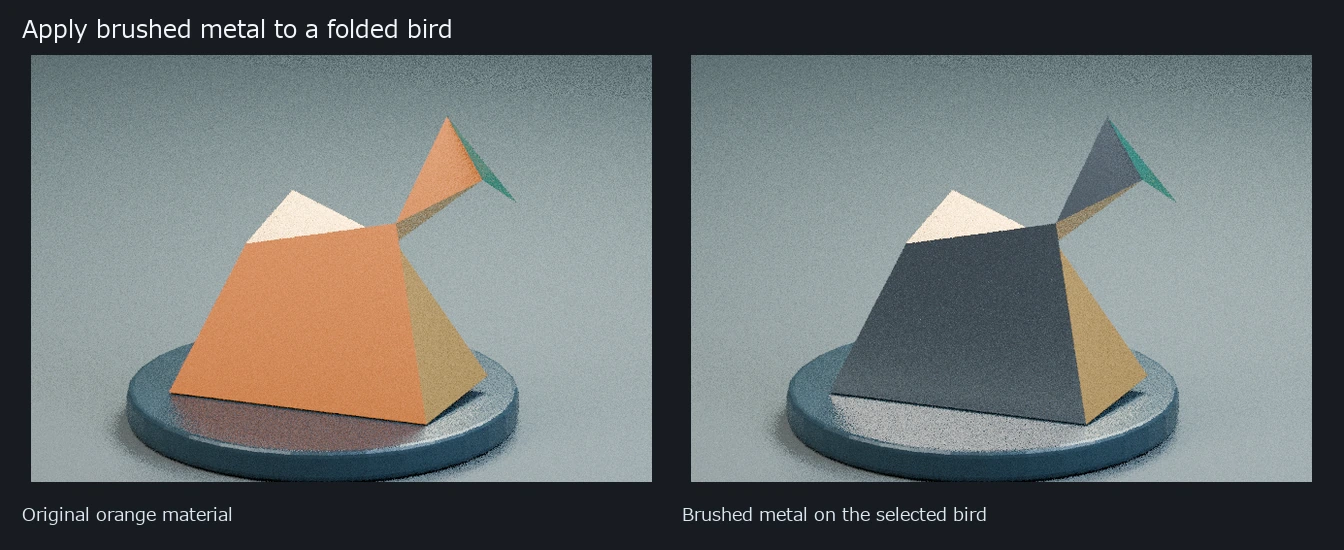 Apply brushed metal to a folded bird
Original orange material
Brushed metal on the selected bird